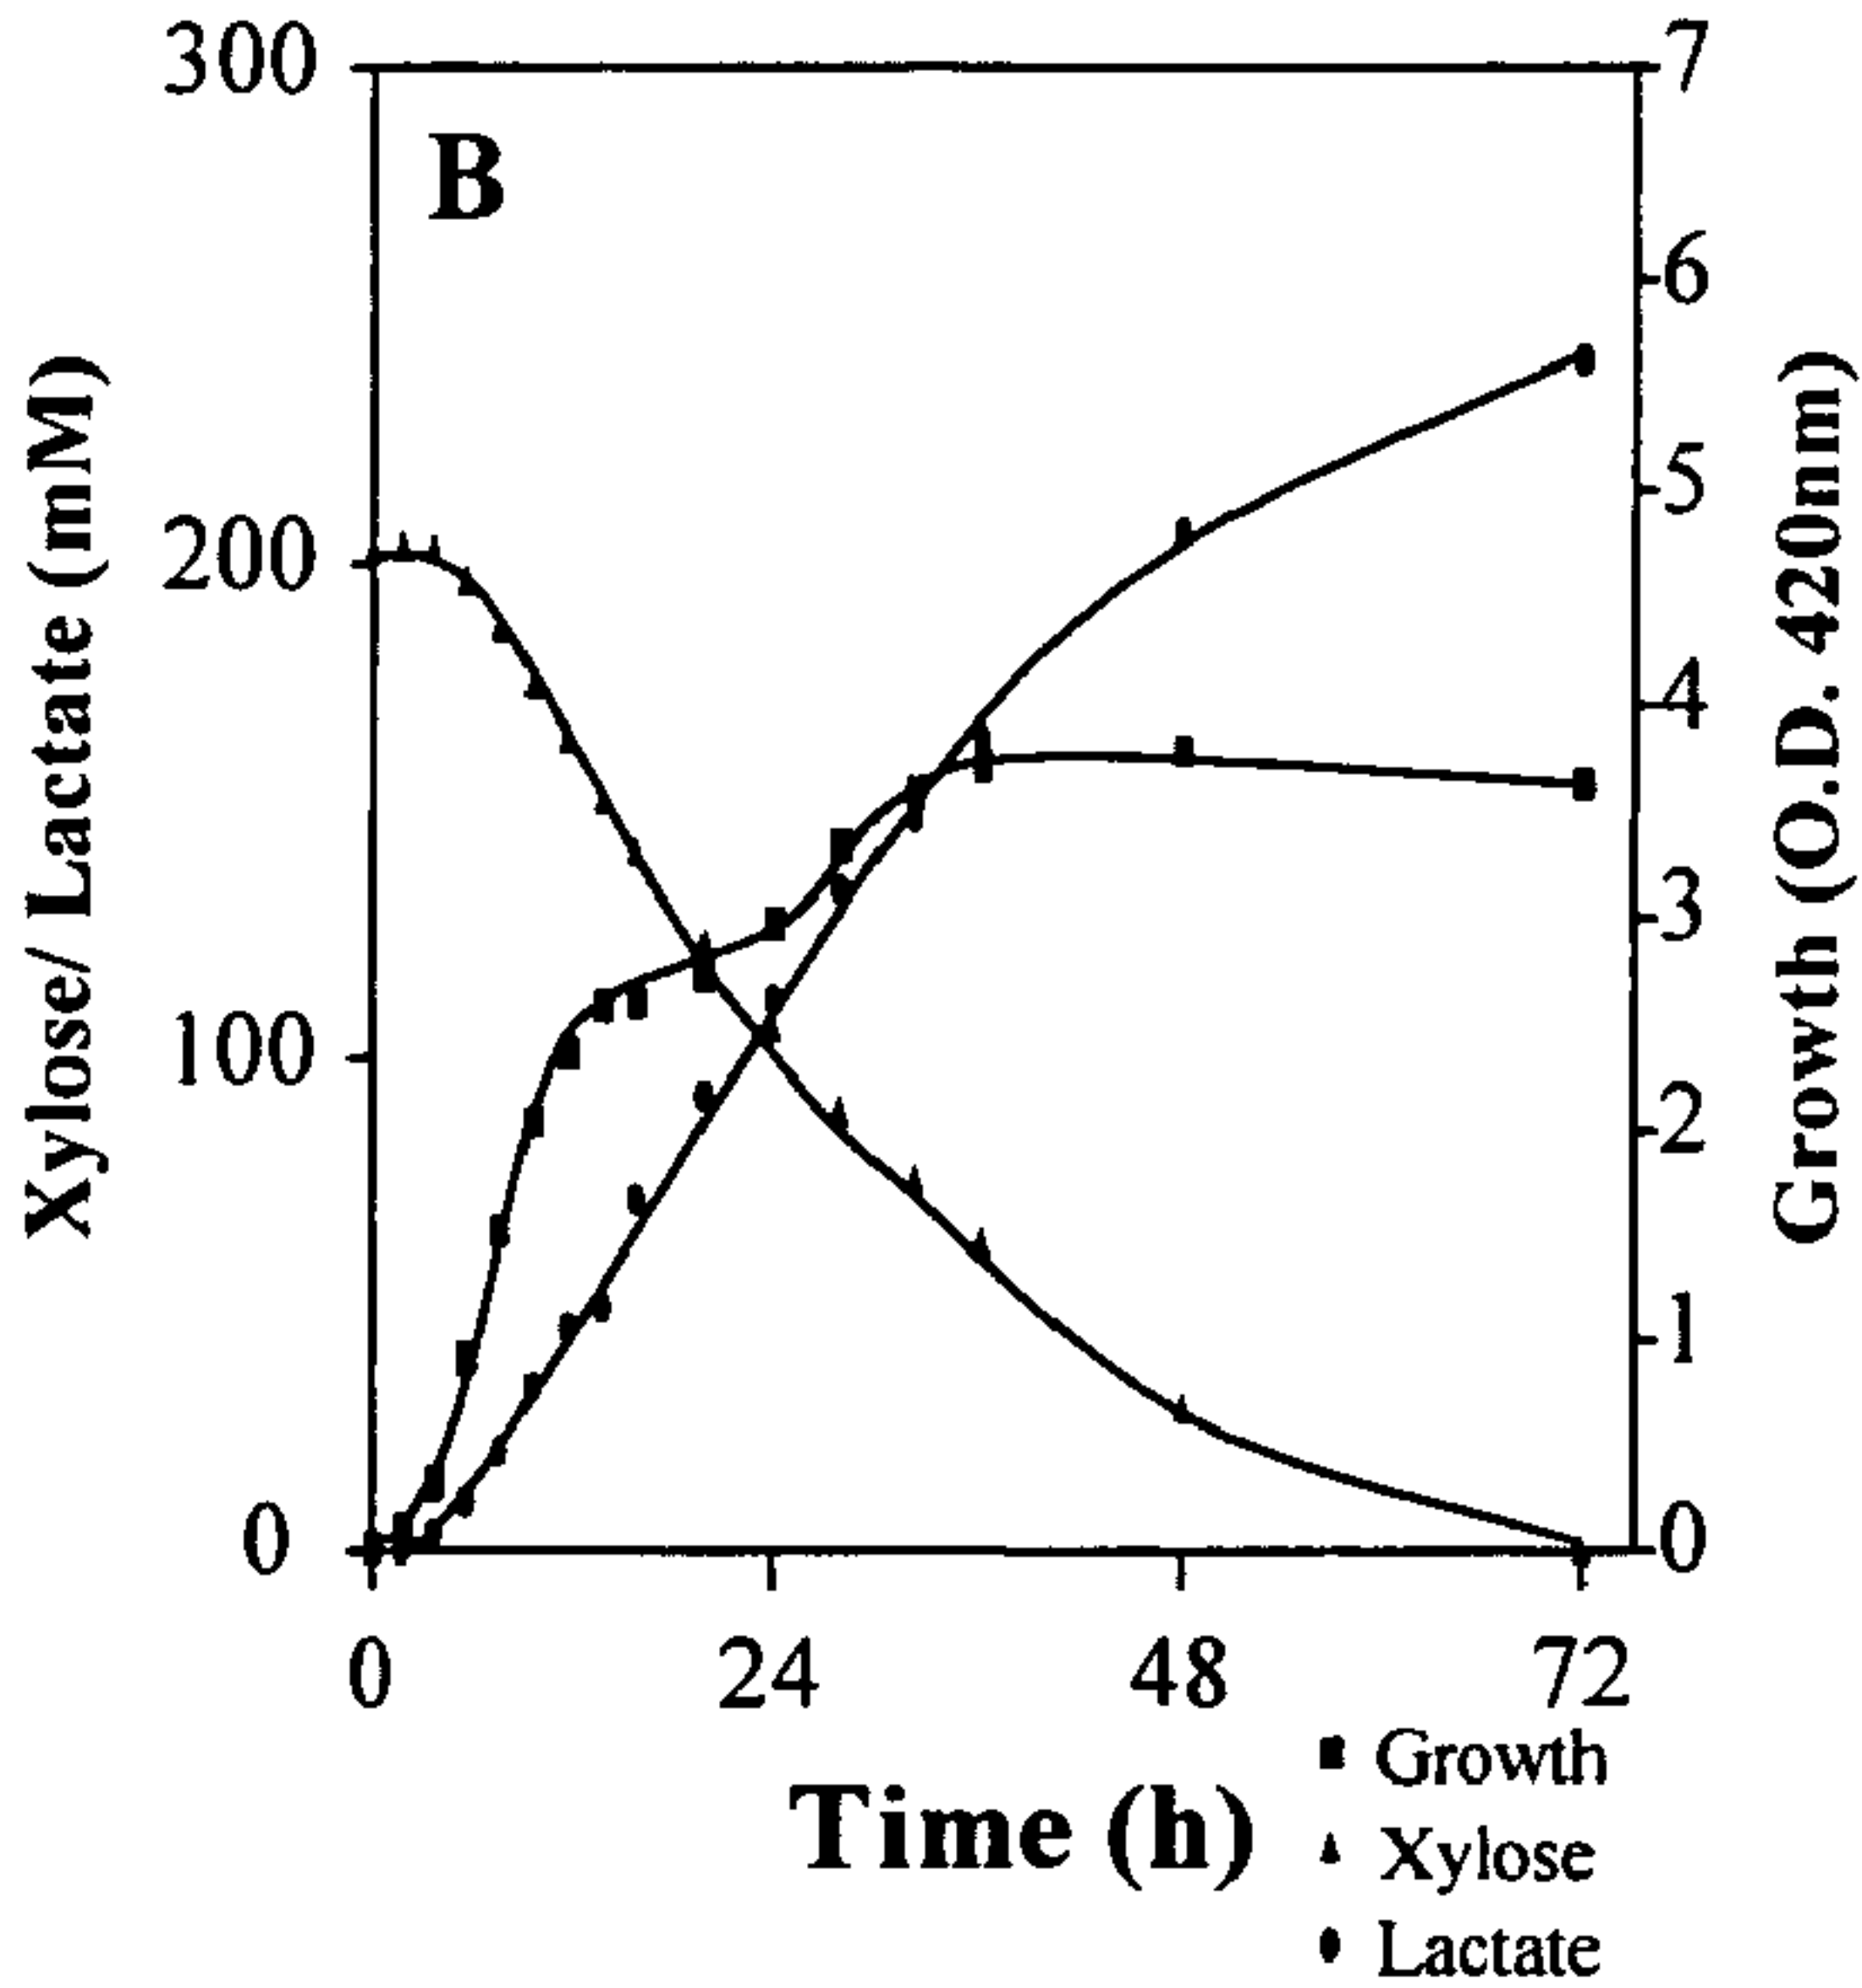 B
Xylose/ Lactate (mM)
300
200
100
0
Growth (O.D. 420nm)
7
6
5
4
3
2
1
0
0 24 48 72
Time (h)
Growth
Xylose
Lactate